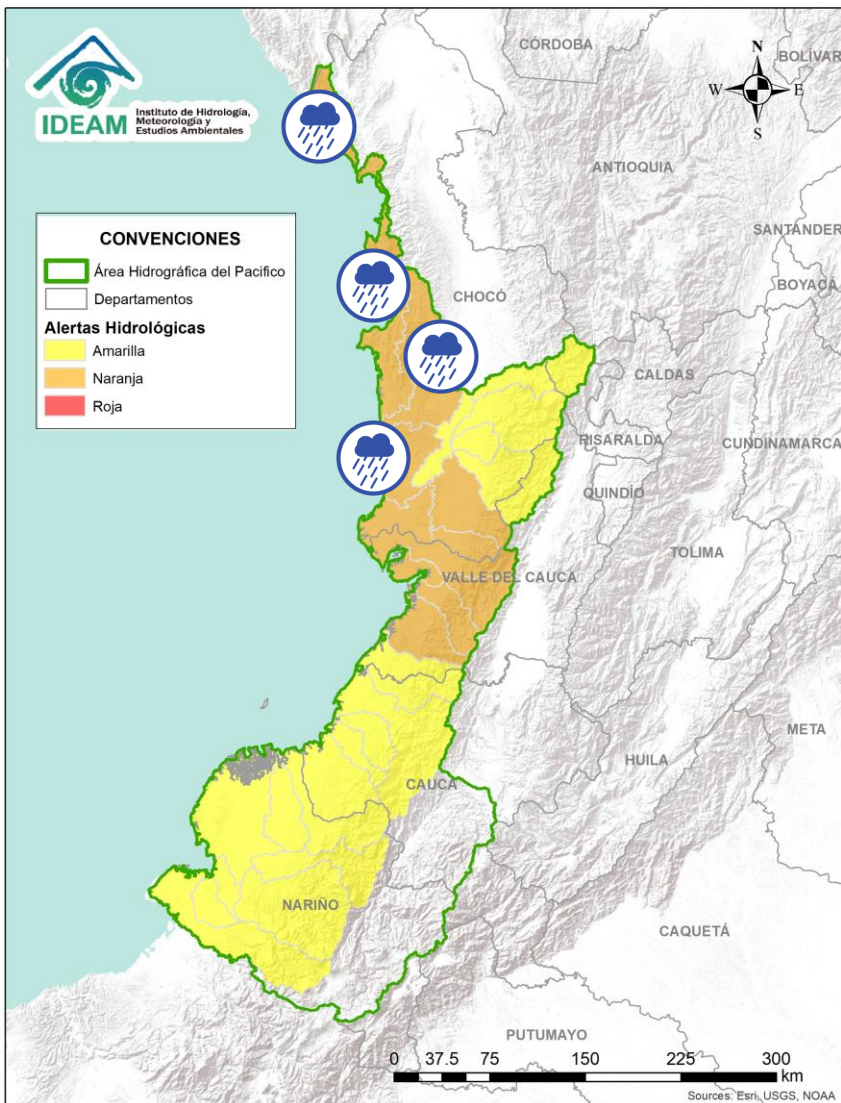 IDEAM
Instituto de Hidrología,
Meteorología y
Estudios Ambientales
CÓRDOBA
BOLÍVAR
N
W E
S
ANTIOQUIA
SANTANDER
CONVENCIONES
Área Hidrográfica del Pacifico
Departamentos
Alertas Hidrológicas
Amarilla
Naranja
Roja
BOYACÁ
CHOCÓ
CALDAS
RISARALDA
CUNDINAMARCA
QUINDÍO
TOLIMA
VALLE DEL CAUCA
META
HUILA
CAUCA
NARIÑO
CAQUETÁ
PUTUMAYO
0 37.5 75 150 225 300
km
Sources: Esri, USGS, NOAA